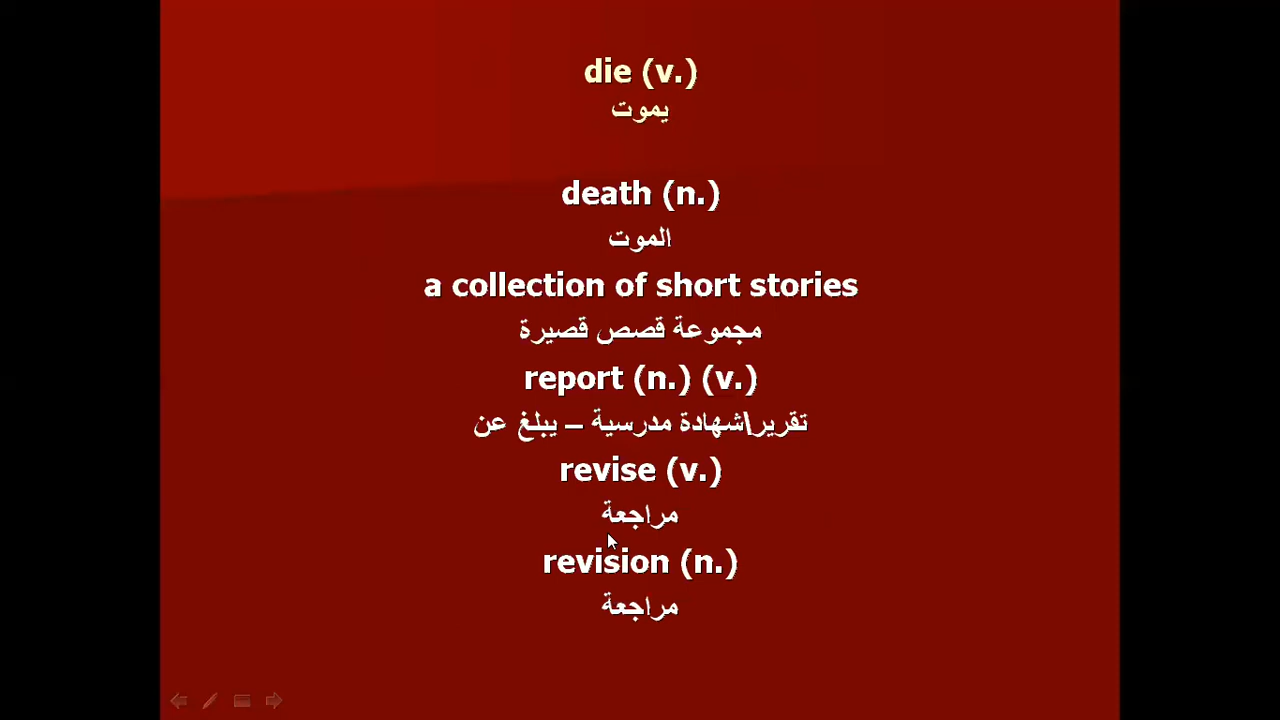 die (v.)
يموت
death (n.)
الموت
a collection of short stories
مجموعة قصص قصيرة
report (n.) (v.)
تقرير\شهادة مدرسية – يبلغ عن
revise (v.)
مراجعة
revision (n.)
مراجعة